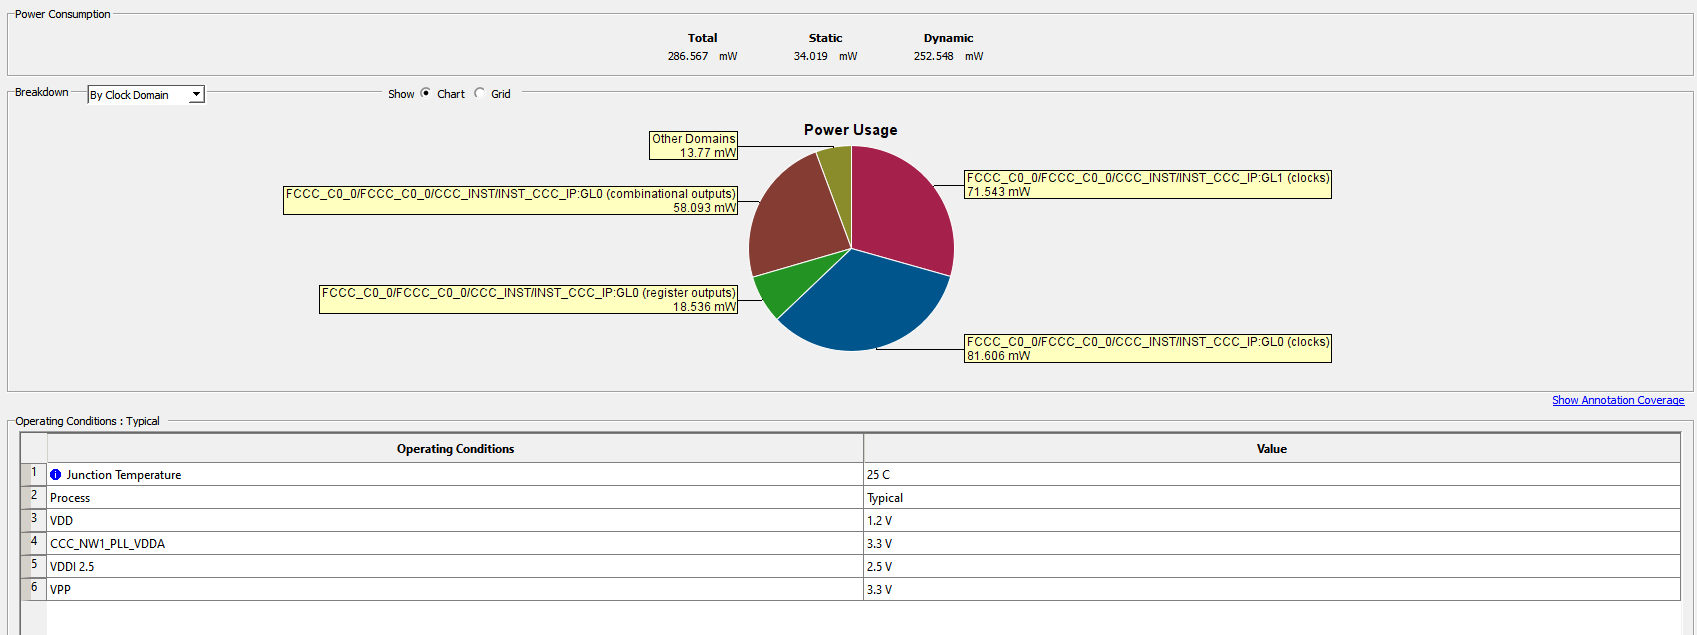 Power Consumption
Total Static Dynamic
286.567 mW 34.019 mW 252.548 mW
Breakdown By Clock Domain Show Chart Grid
Power Usage
Other Domains
13.77 mW
FCCC_C0_0/FCCC_C0_0/CCC_INST/INST_CCC_IP:GL1 (clocks)
71.543 mW
FCCC_C0_0/FCCC_C0_0/CCC_INST/INST_CCC_IP:GL0 (combinational outputs)
58.093 mW
FCCC_C0_0/FCCC_C0_0/CCC_INST/INST_CCC_IP:GL0 (register outputs)
18.536 mW
FCCC_C0_0/FCCC_C0_0/CCC_INST/INST_CCC_IP:GL0 (clocks)
81.606 mW
Show Annotation Coverage
Operating Conditions : Typical
Operating Conditions Value
1 Junction Temperature 25 C
2 Process Typical
3 VDD 1.2 V
4 CCC_NW1_PLL_VDDA 3.3 V
5 VDDI 2.5 2.5 V
6 VPP 3.3 V